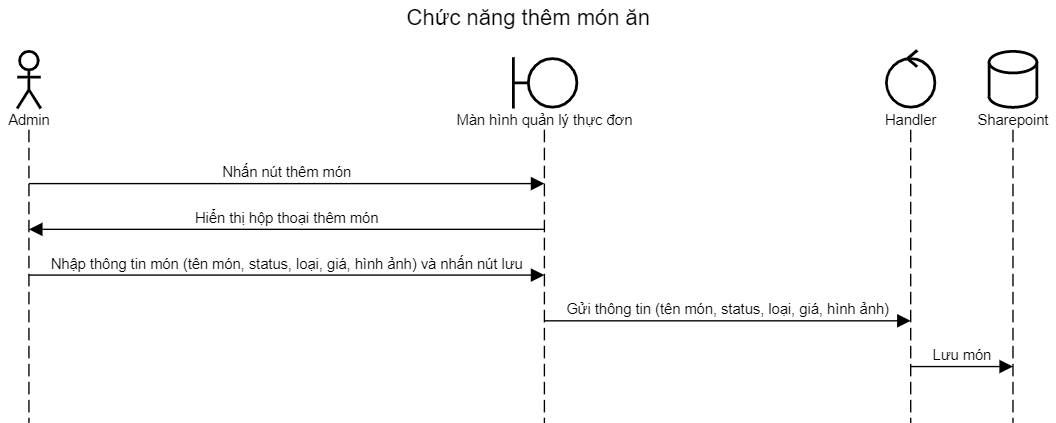 Chức năng thêm món ăn
Admin
Màn hình quản lý thực đơn
Handler
Sharepoint
Nhấn nút thêm món
Hiển thị hộp thoại thêm món
Nhập thông tin món (tên món, status, loại, giá, hình ảnh) và nhấn nút lưu
Gửi thông tin (tên món, status, loại, giá, hình ảnh)
Lưu món